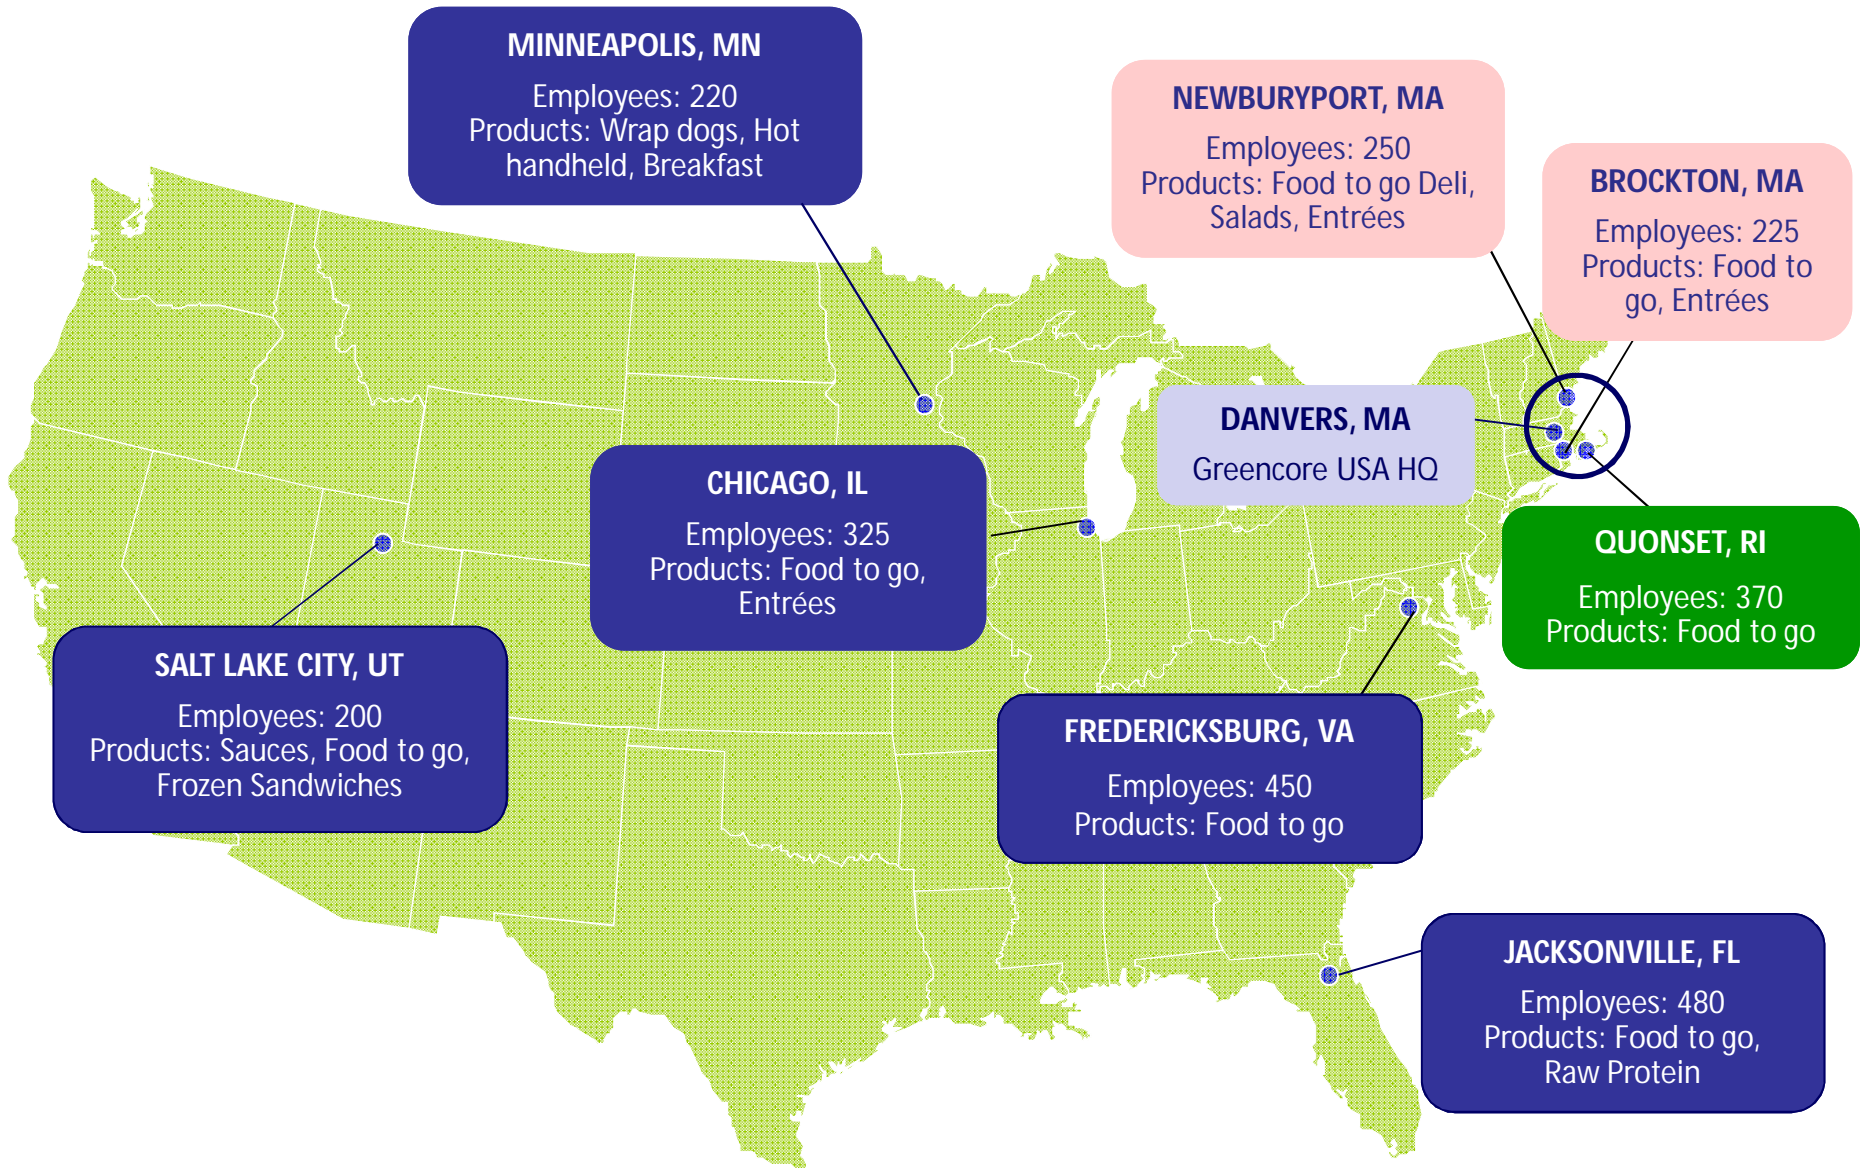 MINNEAPOLIS, MN
Employees: 220
Products: Wrap dogs, Hot
handheld, Breakfast
NEWBURYPORT, MA
Employees: 250
Products: Food to go Deli,
Salads, Entrées
BROCKTON, MA
Employees: 225
Products: Food to
go, Entrées
DANVERS, MA
Greencore USA HQ
CHICAGO, IL
Employees: 325
Products: Food to go,
Entrées
QUONSET, RI
Employees: 370
Products: Food to go
SALT LAKE CITY, UT
Employees: 200
Products: Sauces, Food to go,
Frozen Sandwiches
FREDERICKSBURG, VA
Employees: 450
Products: Food to go
JACKSONVILLE, FL
Employees: 480
Products: Food to go,
Raw Protein